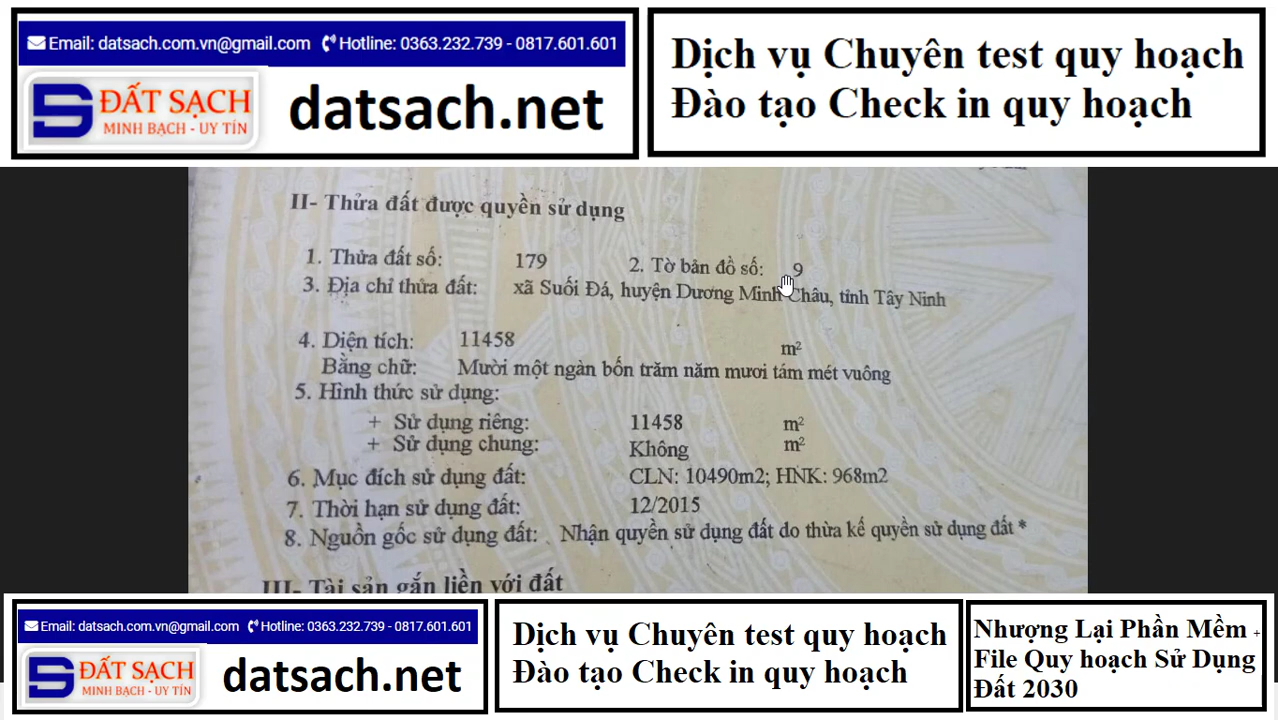 Email: datsach.com.vn@gmail.com Hotline: 0363.232.739 - 0817.601.601
ĐẤT SẠCH
MINH BẠCH - UY TÍN
datsach.net
Dịch vụ Chuyên test quy hoạch
Đào tạo Check in quy hoạch
II- Thửa đất được quyền sử dụng
1. Thửa đất số: 179 2. Tờ bản đồ số: 9
3. Địa chỉ thửa đất: xã Suối Đá, huyện Dương Minh Châu, tỉnh Tây Ninh
4. Diện tích: 11458 m²
Bằng chữ: Mười một ngàn bốn trăm năm mươi tám mét vuông
5. Hình thức sử dụng:
+ Sử dụng riêng: 11458 m²
+ Sử dụng chung: Không m²
6. Mục đích sử dụng đất: CLN: 10490m2; HNK: 968m2
7. Thời hạn sử dụng đất: 12/2015
8. Nguồn gốc sử dụng đất: Nhận quyền sử dụng đất do thừa kế quyền sử dụng đất *
III- Tài sản gắn liền với đất
Email: datsach.com.vn@gmail.com Hotline: 0363.232.739 - 0817.601.601
ĐẤT SẠCH
MINH BẠCH - UY TÍN
datsach.net
Dịch vụ Chuyên test quy hoạch
Đào tạo Check in quy hoạch
Nhượng Lại Phần Mềm +
File Quy hoạch Sử Dụng
Đất 2030